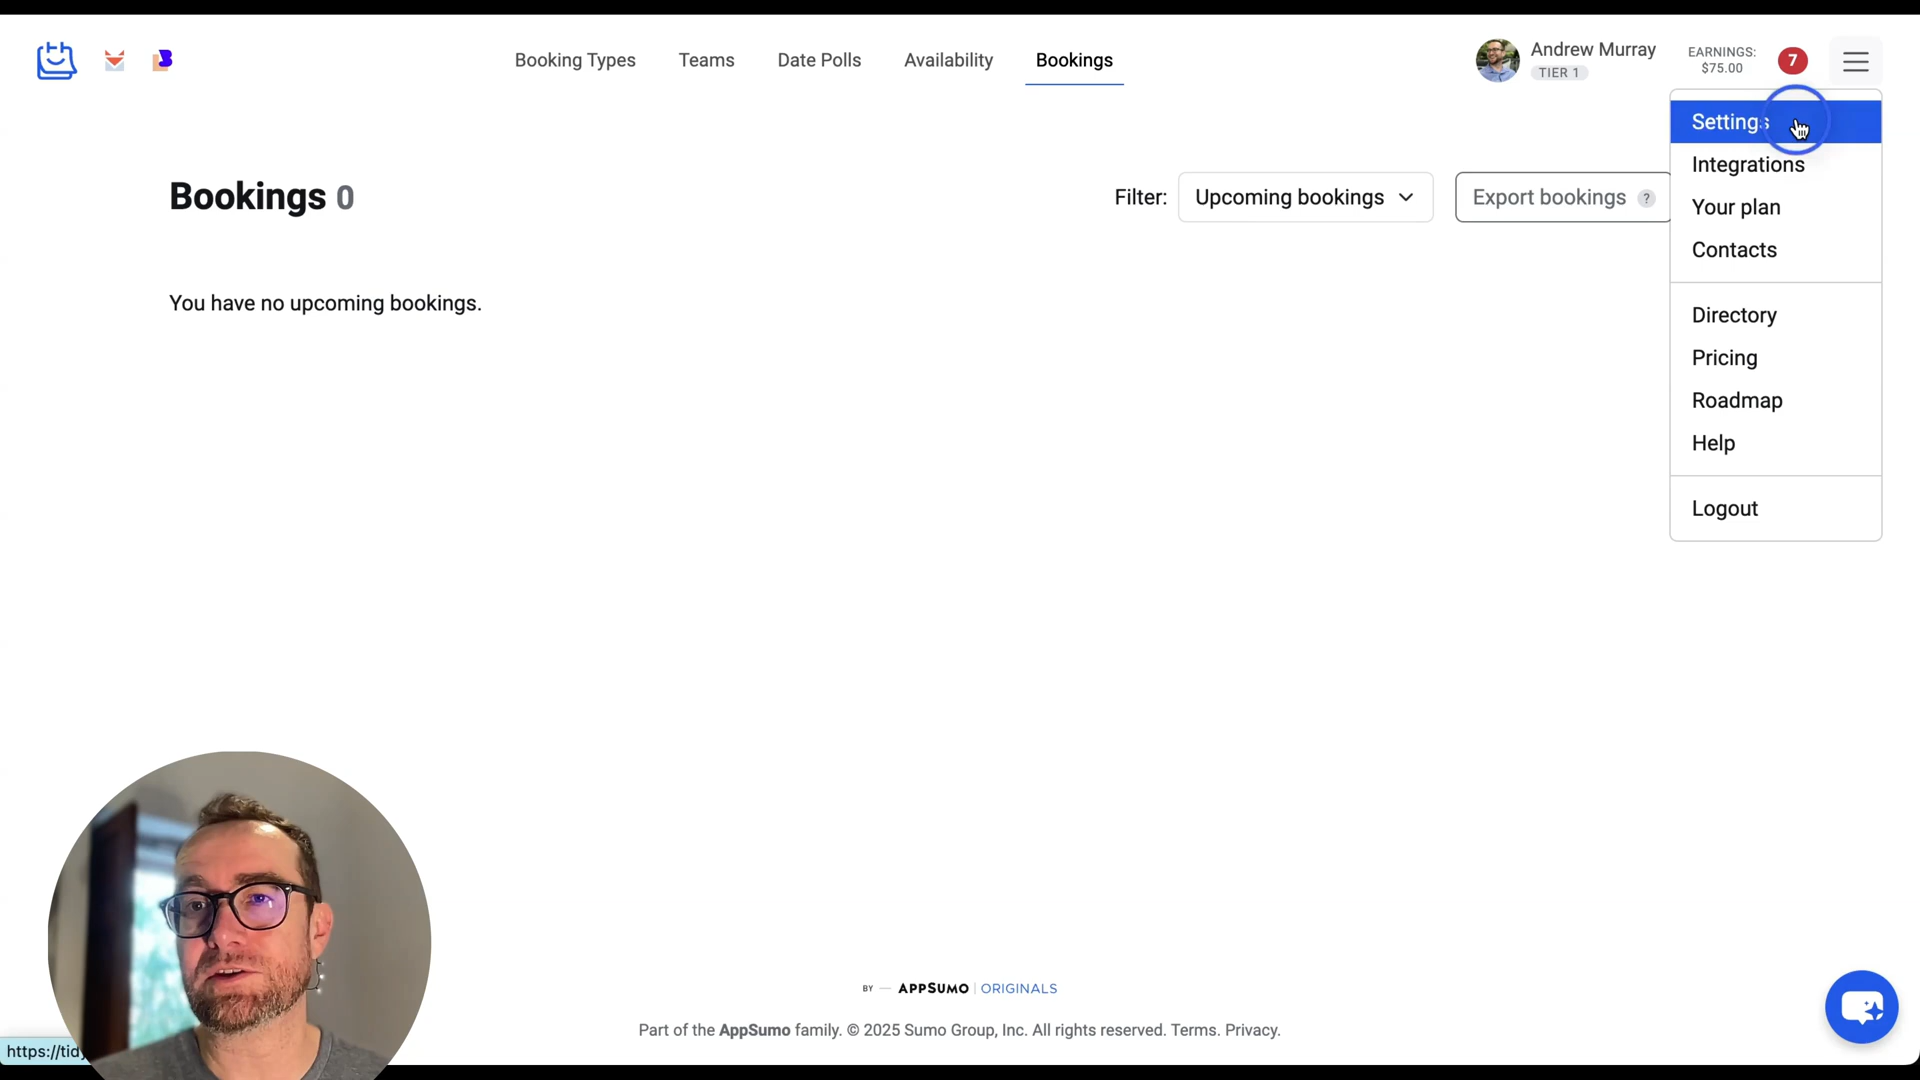 Booking Types
Teams
Date Polls
Availability
Bookings
Andrew Murray
TIER 1
EARNINGS:
$75.00
7
Settings
Integrations
Your plan
Contacts
Directory
Pricing
Roadmap
Help
Logout
Bookings 0
Filter:
Upcoming bookings
Export bookings ?
You have no upcoming bookings.
BY — APPSUMO | ORIGINALS
Part of the AppSumo family. © 2025 Sumo Group, Inc. All rights reserved. Terms. Privacy.
https://tidy